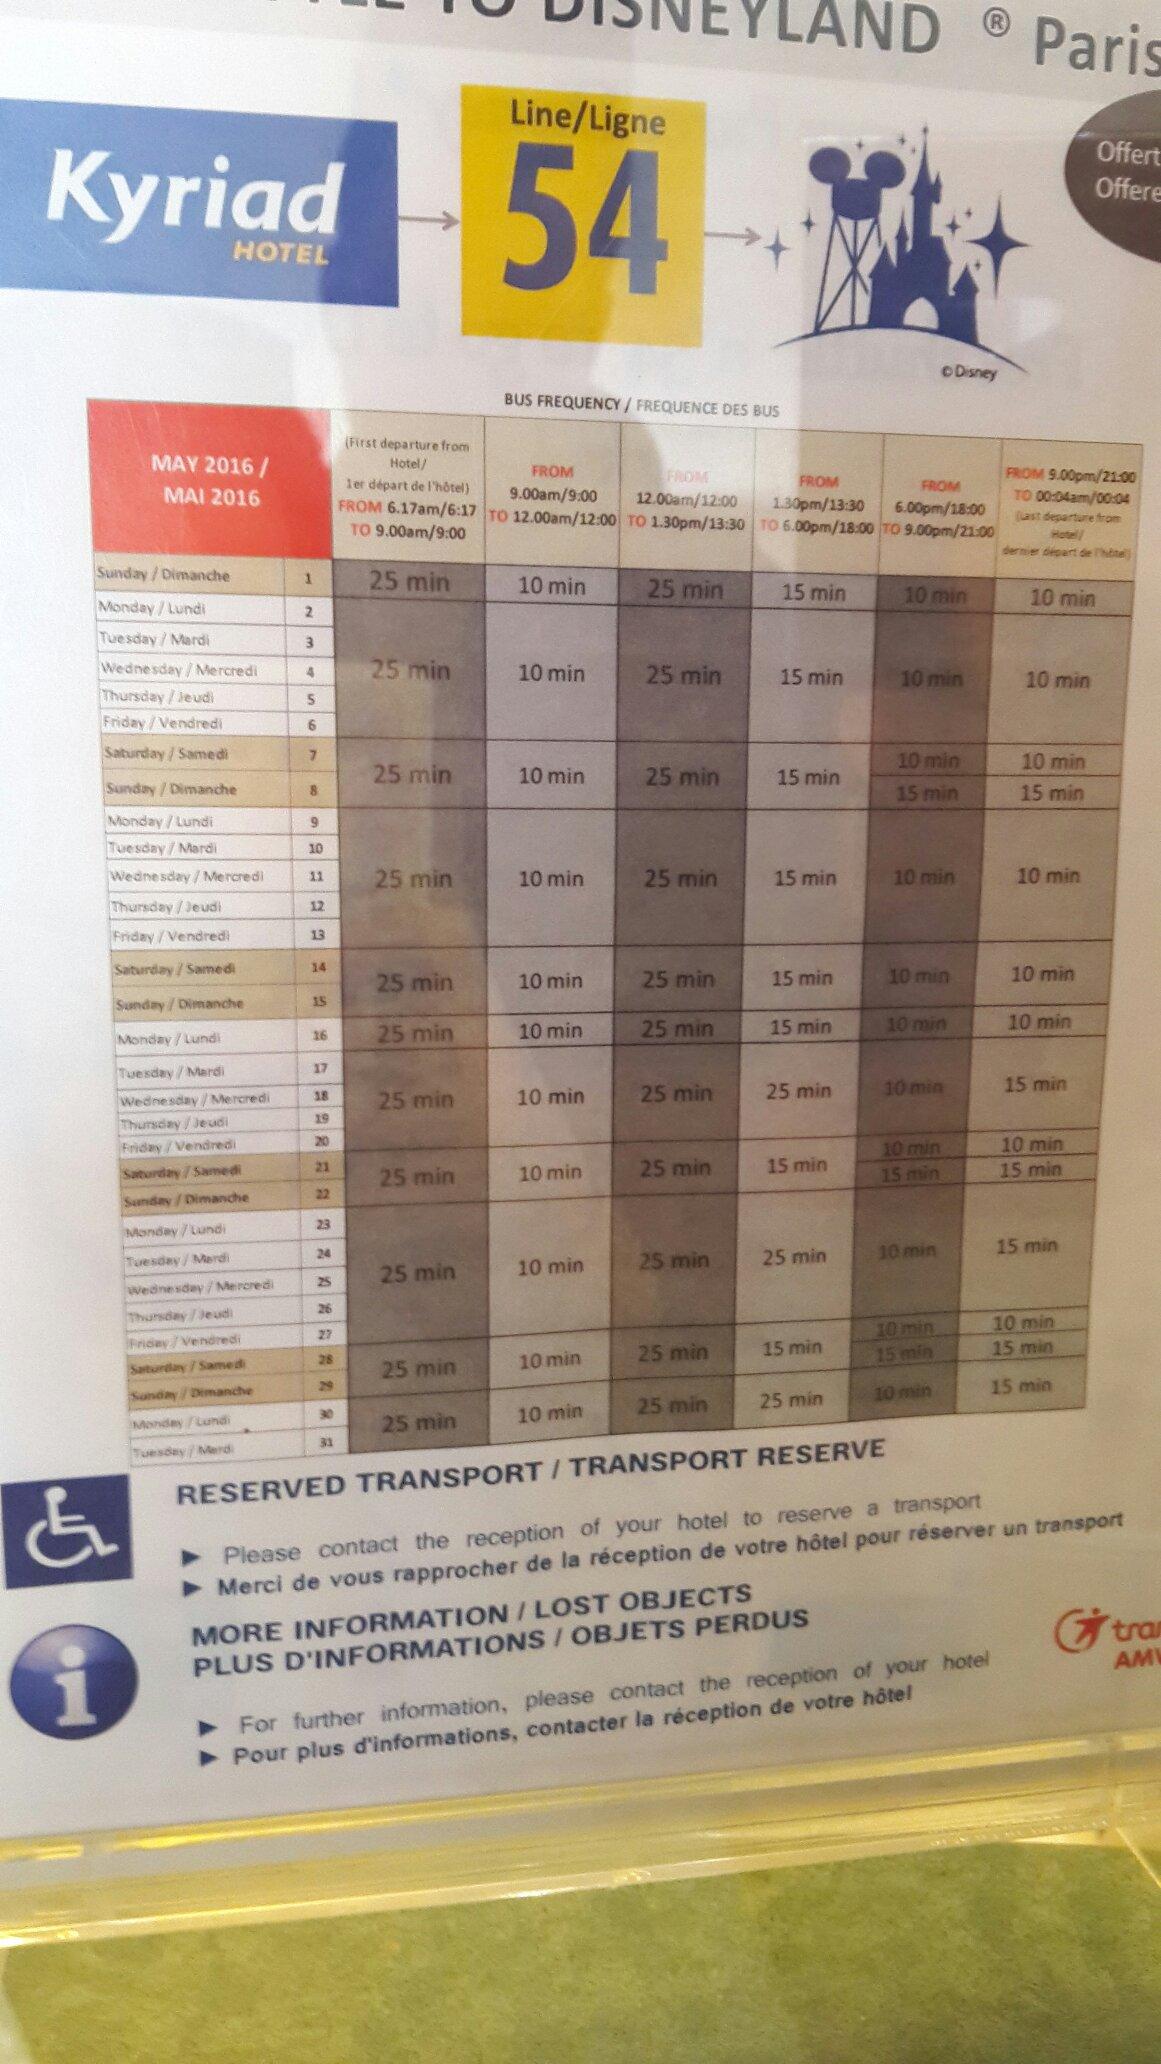 TO DISNEYLAND ® Paris
Kyriad
HOTEL
Line/Ligne
54
Offert
Offere
© Disney
BUS FREQUENCY / FREQUENCE DES BUS
MAY 2016 /
MAI 2016
(First departure from
Hotel/
1er départ de l'hôtel)
FROM 6.17am/6:17
TO 9.00am/9:00
FROM
9.00am/9:00
TO 12.00am/12:00
FROM
12.00am/12:00
TO 1.30pm/13:30
FROM
1.30pm/13:30
TO 6.00pm/18:00
FROM
6.00pm/18:00
TO 9.00pm/21:00
FROM 9.00pm/21:00
TO 00:04am/00:04
(Last departure from
Hotel/
dernier départ de l'hôtel)
Sunday / Dimanche 1 25 min 10 min 25 min 15 min 10 min 10 min
Monday / Lundi 2
Tuesday / Mardi 3
Wednesday / Mercredi 4 25 min 10 min 25 min 15 min 10 min 10 min
Thursday / Jeudi 5
Friday / Vendredi 6
Saturday / Samedi 7 10 min 10 min
25 min 10 min 25 min 15 min
Sunday / Dimanche 8 15 min 15 min
Monday / Lundi 9
Tuesday / Mardi 10
Wednesday / Mercredi 11 25 min 10 min 25 min 15 min 10 min 10 min
Thursday / Jeudi 12
Friday / Vendredi 13
Saturday / Samedi 14 25 min 10 min 25 min 15 min 10 min 10 min
Sunday / Dimanche 15
Monday / Lundi 16 25 min 10 min 25 min 15 min 10 min 10 min
Tuesday / Mardi 17
Wednesday / Mercredi 18 25 min 10 min 25 min 25 min 10 min 15 min
Thursday / Jeudi 19
Friday / Vendredi 20 10 min 10 min
Saturday / Samedi 21 25 min 10 min 25 min 15 min 15 min 15 min
Sunday / Dimanche 22
Monday / Lundi 23
Tuesday / Mardi 24 25 min 10 min 25 min 25 min 10 min 15 min
Wednesday / Mercredi 25
Thursday / Jeudi 26
Friday / Vendredi 27 10 min 10 min
Saturday / Samedi 28 25 min 10 min 25 min 15 min 15 min 15 min
Sunday / Dimanche 29
Monday / Lundi 30 25 min 10 min 25 min 25 min 10 min 15 min
Tuesday / Mardi 31
RESERVED TRANSPORT / TRANSPORT RESERVE
► Please contact the reception of your hotel to reserve a transport
► Merci de vous rapprocher de la réception de votre hôtel pour réserver un transport
MORE INFORMATION / LOST OBJECTS
PLUS D'INFORMATIONS / OBJETS PERDUS
► For further information, please contact the reception of your hotel
► Pour plus d'informations, contacter la réception de votre hôtel
i
tran
AMV